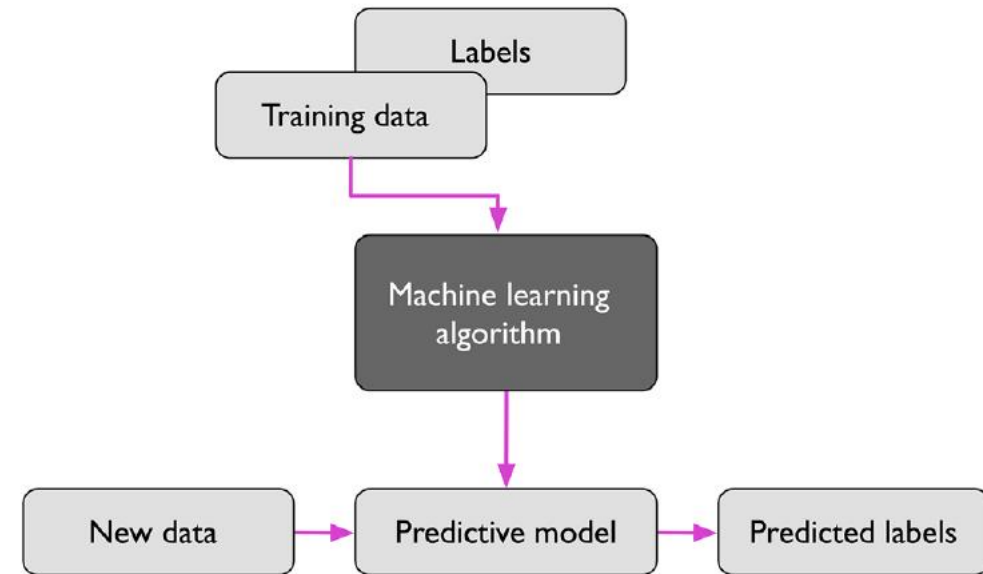 Labels
Training data
Machine learning
algorithm
New data
Predictive model
Predicted labels